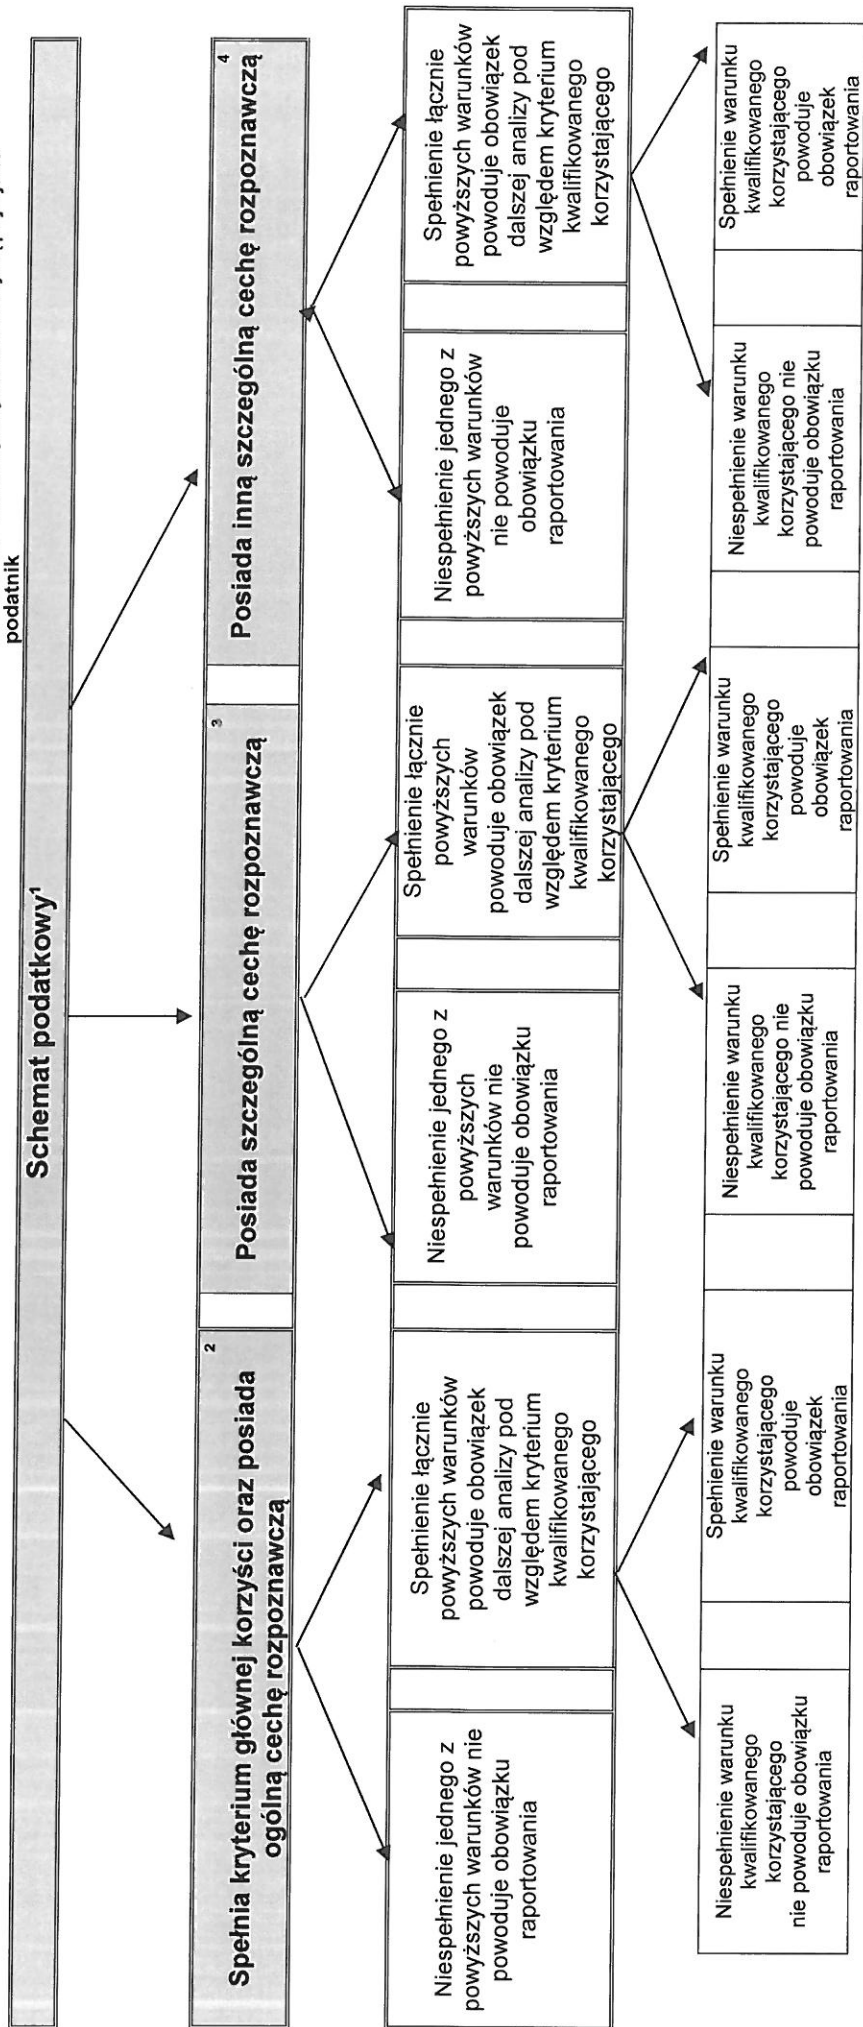 podatnik
Schemat podatkowy¹
Spełnia kryterium głównej korzyści oraz posiada
ogólną cechę rozpoznawczą
2
Posiada szczególną cechę rozpoznawczą
3
Posiada inną szczególną cechę rozpoznawczą
4
Niespełnienie jednego z
powyższych warunków nie
powoduje obowiązku
raportowania
Spełnienie łącznie
powyższych warunków
powoduje obowiązek
dalszej analizy pod
względem kryterium
kwalifikowanego
korzystającego
Niespełnienie jednego z
powyższych
warunków nie
powoduje obowiązku
raportowania
Spełnienie łącznie
powyższych
warunków
powoduje obowiązek
dalszej analizy pod
względem kryterium
kwalifikowanego
korzystającego
Niespełnienie jednego z
powyższych warunków
nie powoduje
obowiązku
raportowania
Spełnienie łącznie
powyższych warunków
powoduje obowiązek
dalszej analizy pod
względem kryterium
kwalifikowanego
korzystającego
Niespełnienie warunku
kwalifikowanego
korzystającego
nie powoduje obowiązku
raportowania
Spełnienie warunku
kwalifikowanego
korzystającego
powoduje
obowiązek
raportowania
Niespełnienie warunku
kwalifikowanego
korzystającego nie
powoduje obowiązku
raportowania
Spełnienie warunku
kwalifikowanego
korzystającego
powoduje
obowiązek
raportowania
Niespełnienie warunku
kwalifikowanego
korzystającego nie
powoduje obowiązku
raportowania
Spełnienie warunku
kwalifikowanego
korzystającego
powoduje
obowiązek
raportowania